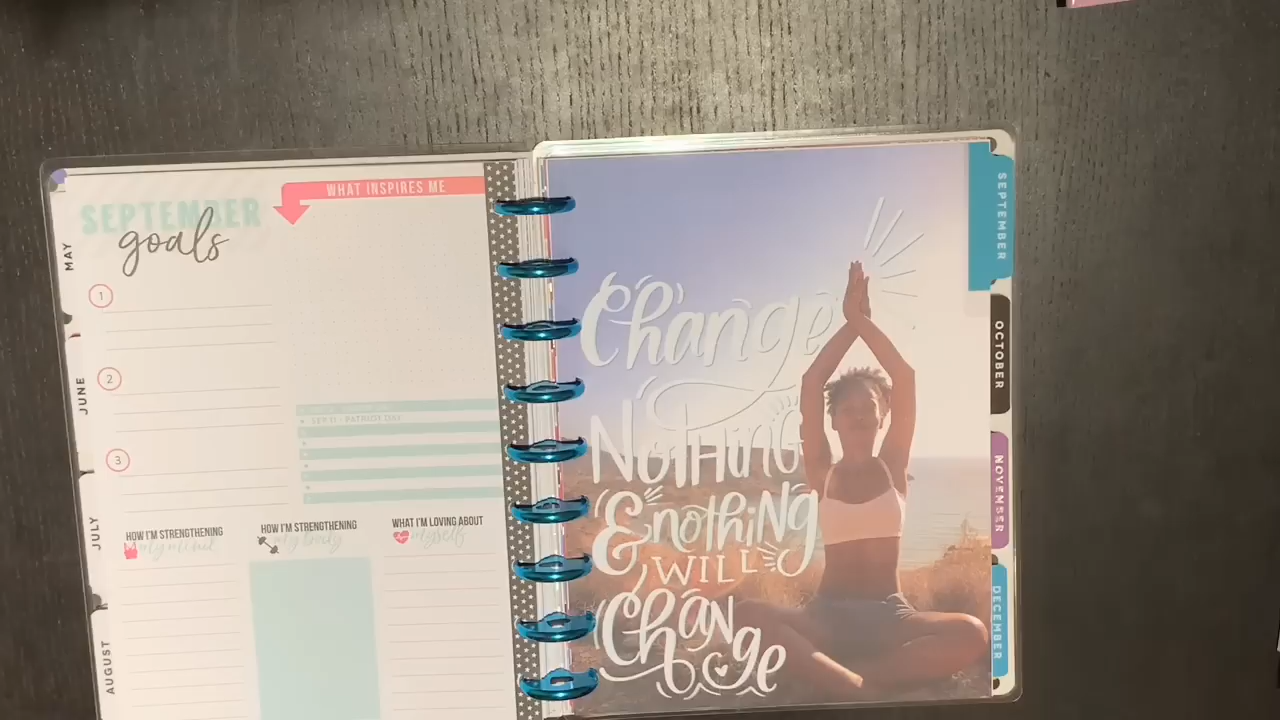 SEPTEMBER
goals
WHAT INSPIRES ME
1
2
3
SEP 11 - PATRIOT DAY
HOW I'M STRENGTHENING
my mind
HOW I'M STRENGTHENING
my body
WHAT I'M LOVING ABOUT
myself
MAY
JUNE
JULY
AUGUST
Change
NOTHING
& nothing
WILL
Change
SEPTEMBER
OCTOBER
NOVEMBER
DECEMBER